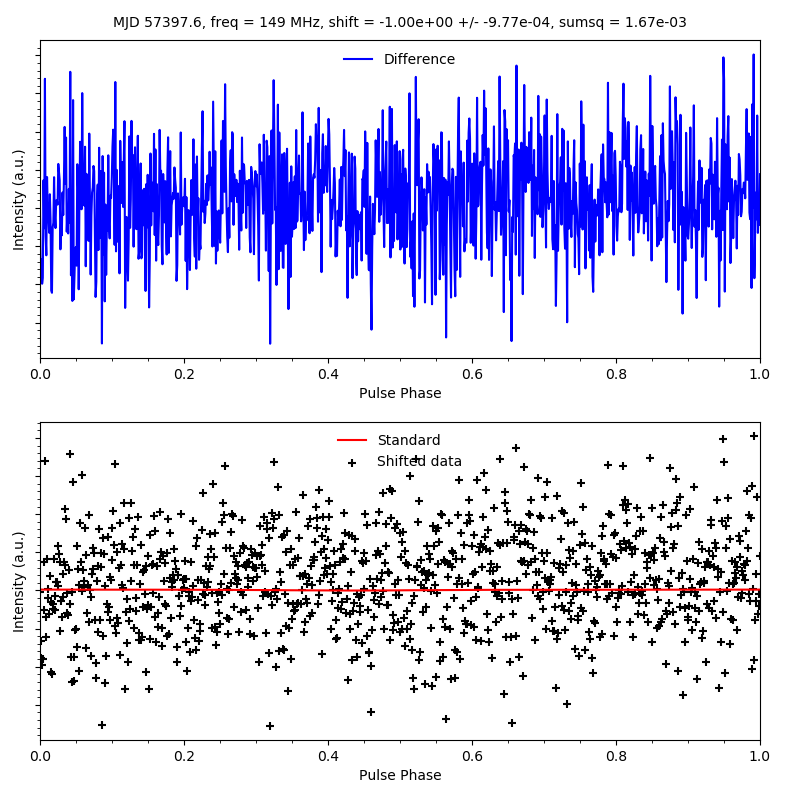 MJD 57397.6, freq = 149 MHz, shift = -1.00e+00 +/- -9.77e-04, sumsq = 1.67e-03
Difference
Intensity (a.u.)
0.0 0.2 0.4 0.6 0.8 1.0
Pulse Phase
Standard
Shifted data
Intensity (a.u.)
0.0 0.2 0.4 0.6 0.8 1.0
Pulse Phase